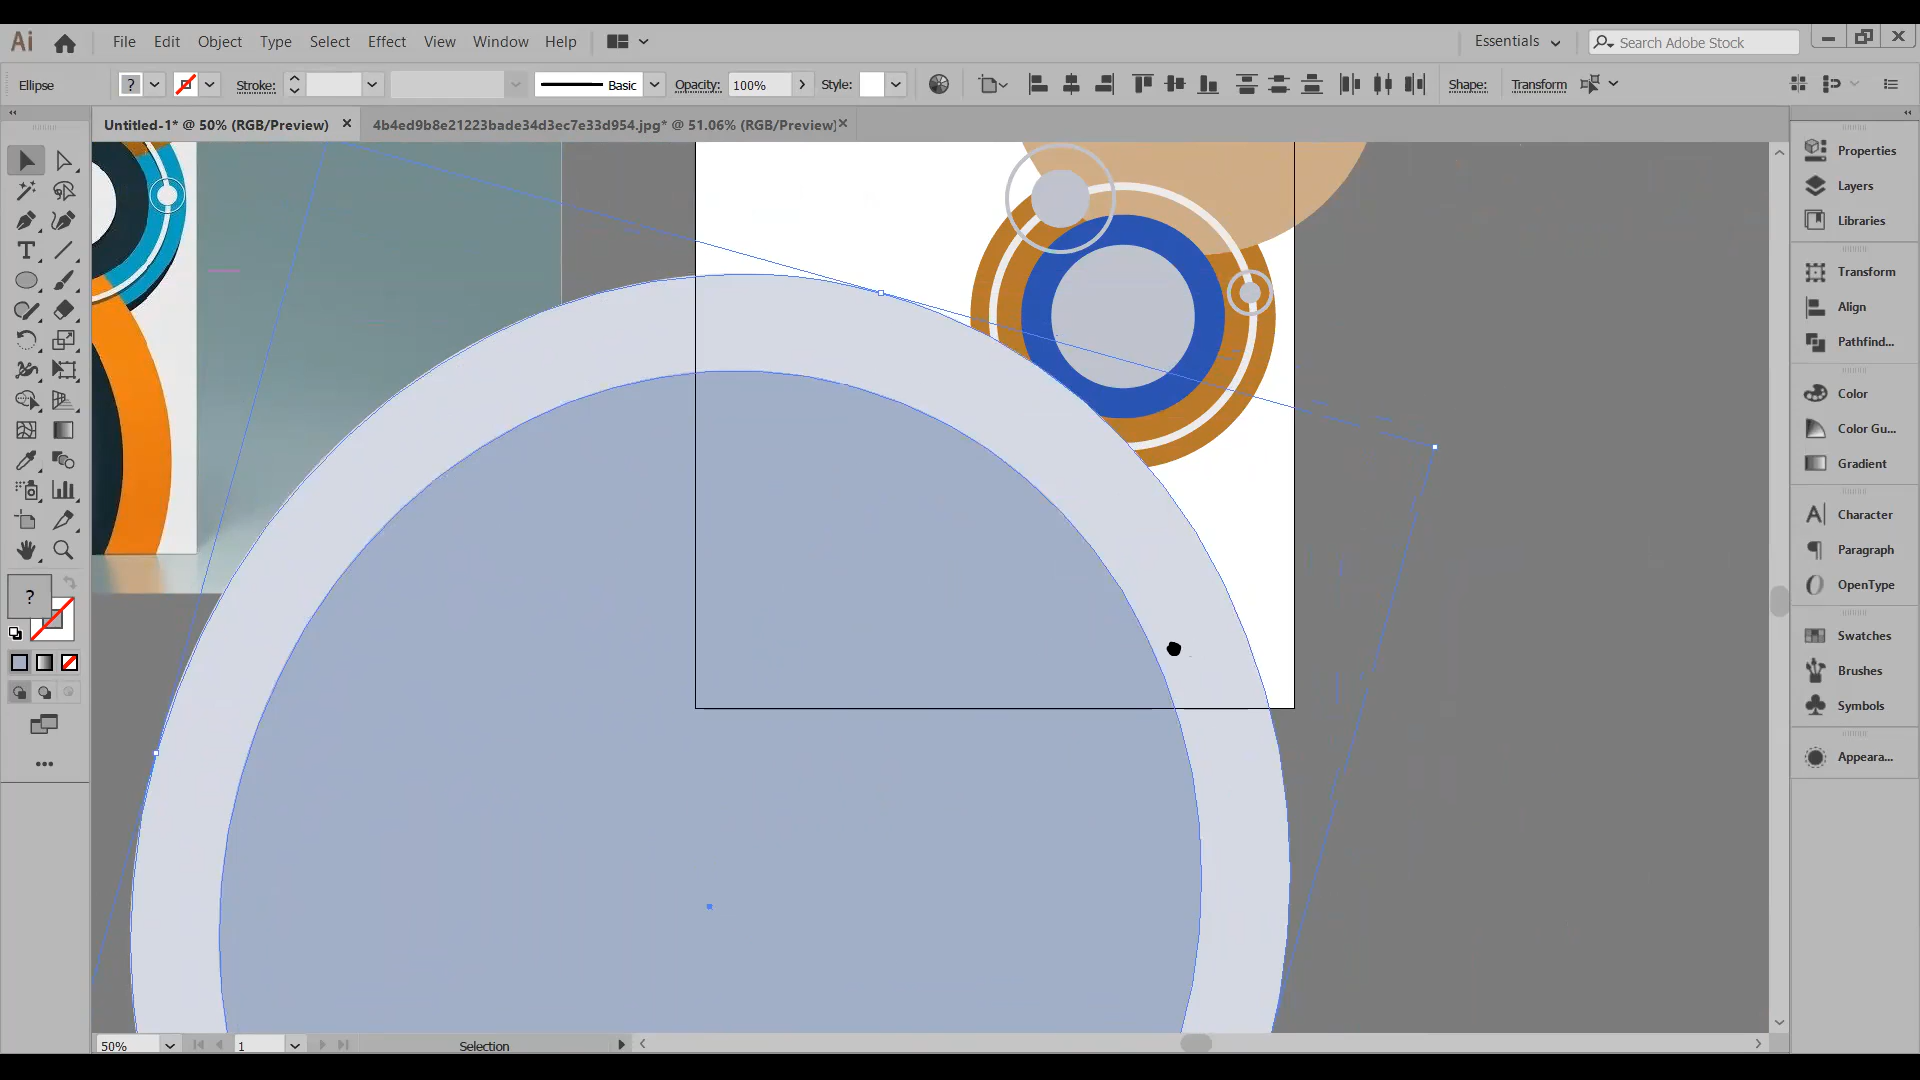 Ai File Edit Object Type Select Effect View Window Help Essentials Search Adobe Stock
Ellipse ? Stroke: Basic Opacity: 100% Style: Shape: Transform
Untitled-1* @ 50% (RGB/Preview) 4b4ed9b8e21223bade34d3ec7e33d954.jpg* @ 51.06% (RGB/Preview)
Properties
Layers
Libraries
Transform
Align
Pathfind...
Color
Color Gu...
Gradient
Character
Paragraph
OpenType
Swatches
Brushes
Symbols
Appeara...
?
50% 1 Selection